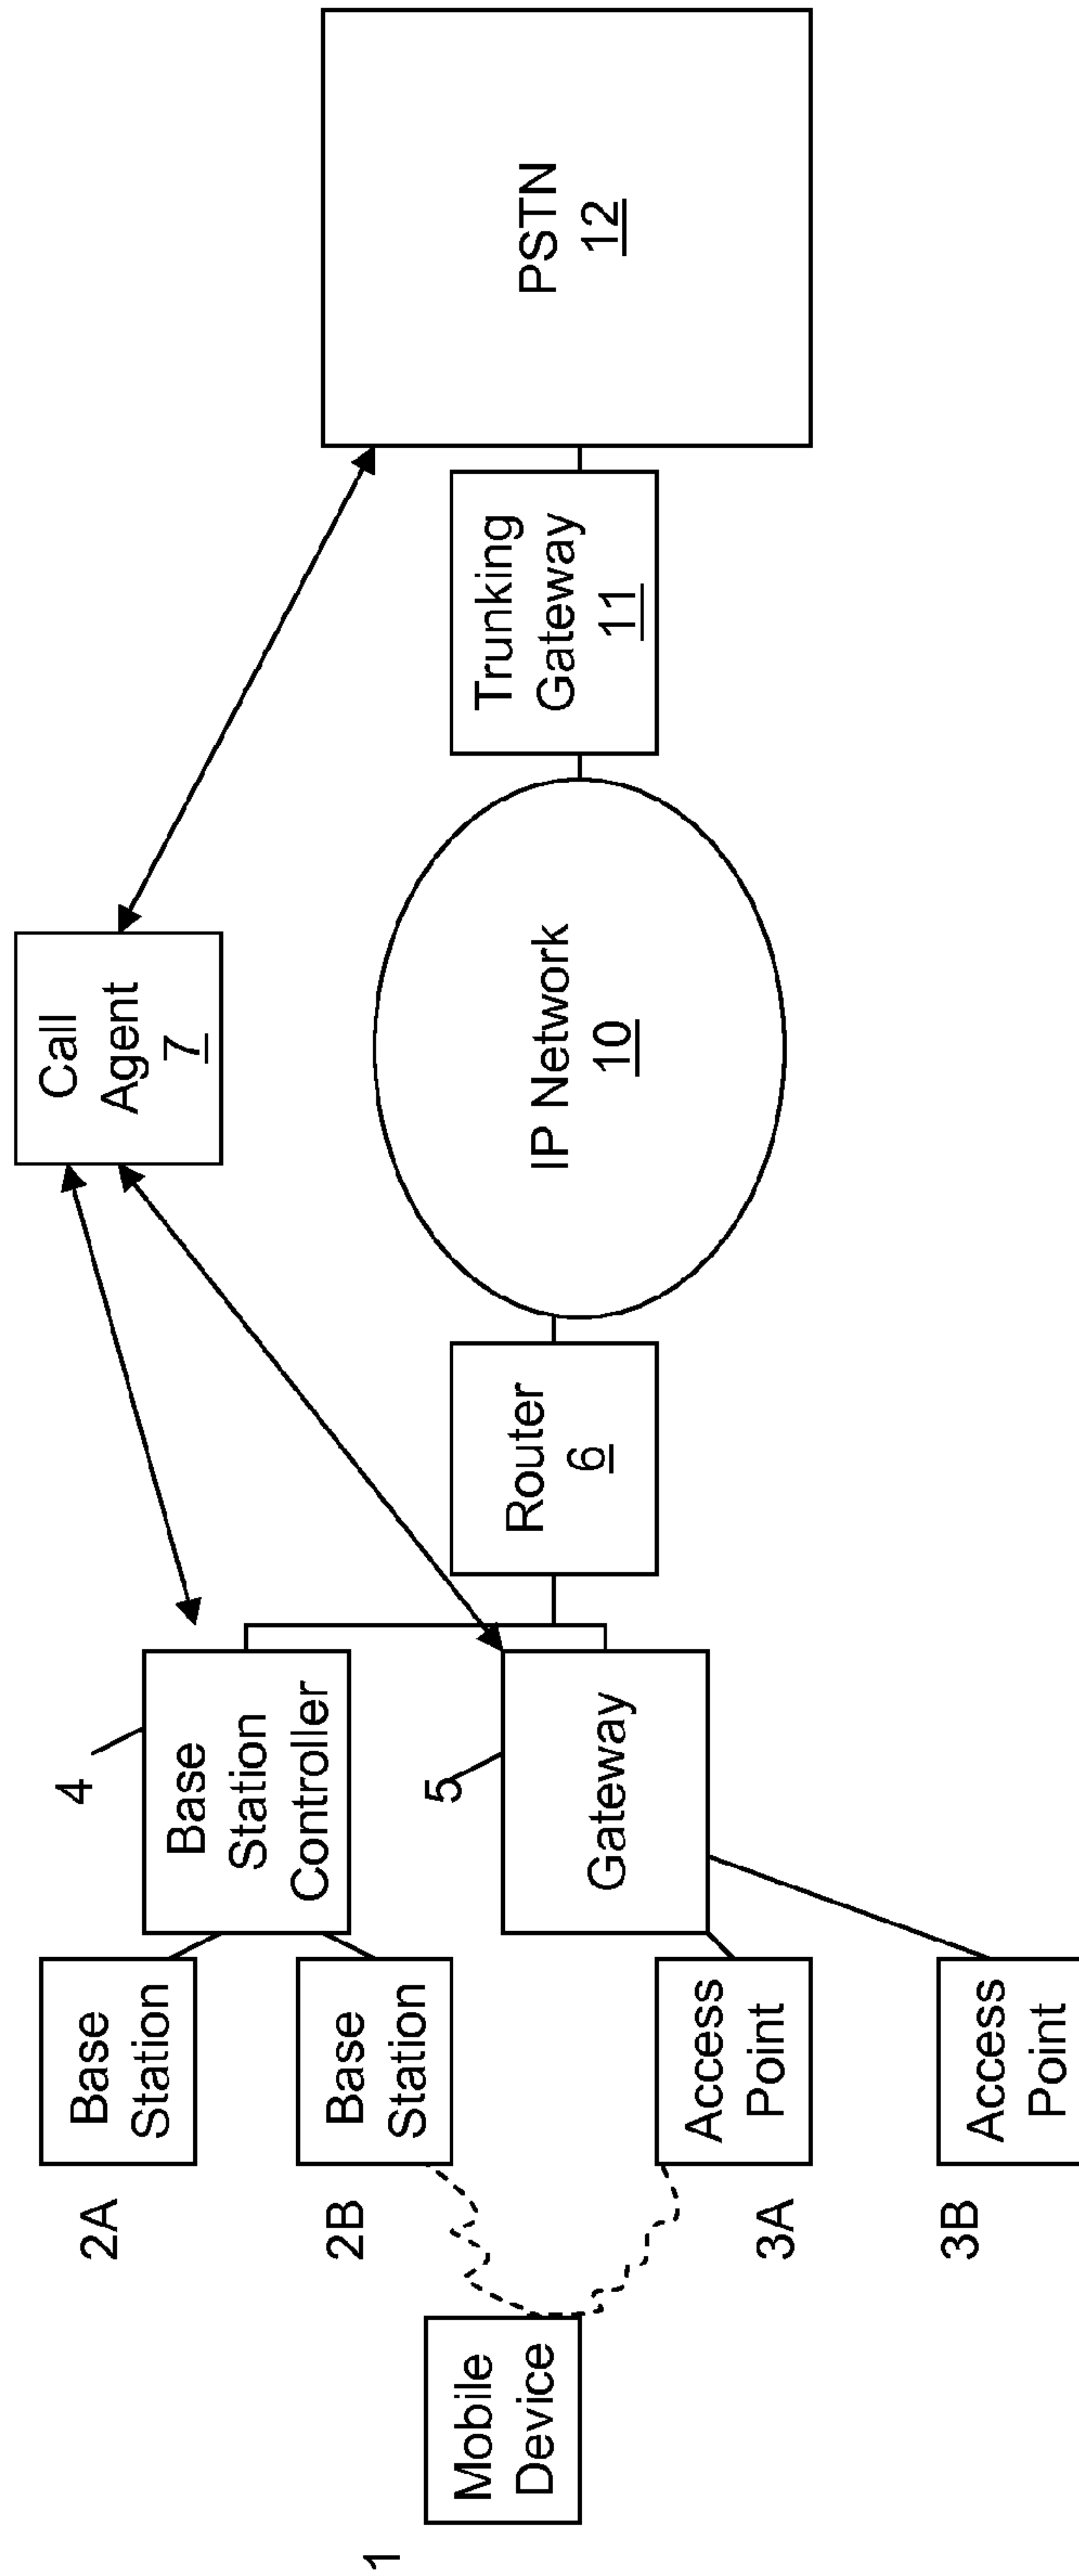 1
Mobile
Device
2A
Base
Station
2B
Base
Station
3A
Access
Point
3B
Access
Point
4
Base
Station
Controller
5
Gateway
Router
6
Call
Agent
7
IP Network
10
Trunking
Gateway
11
PSTN
12